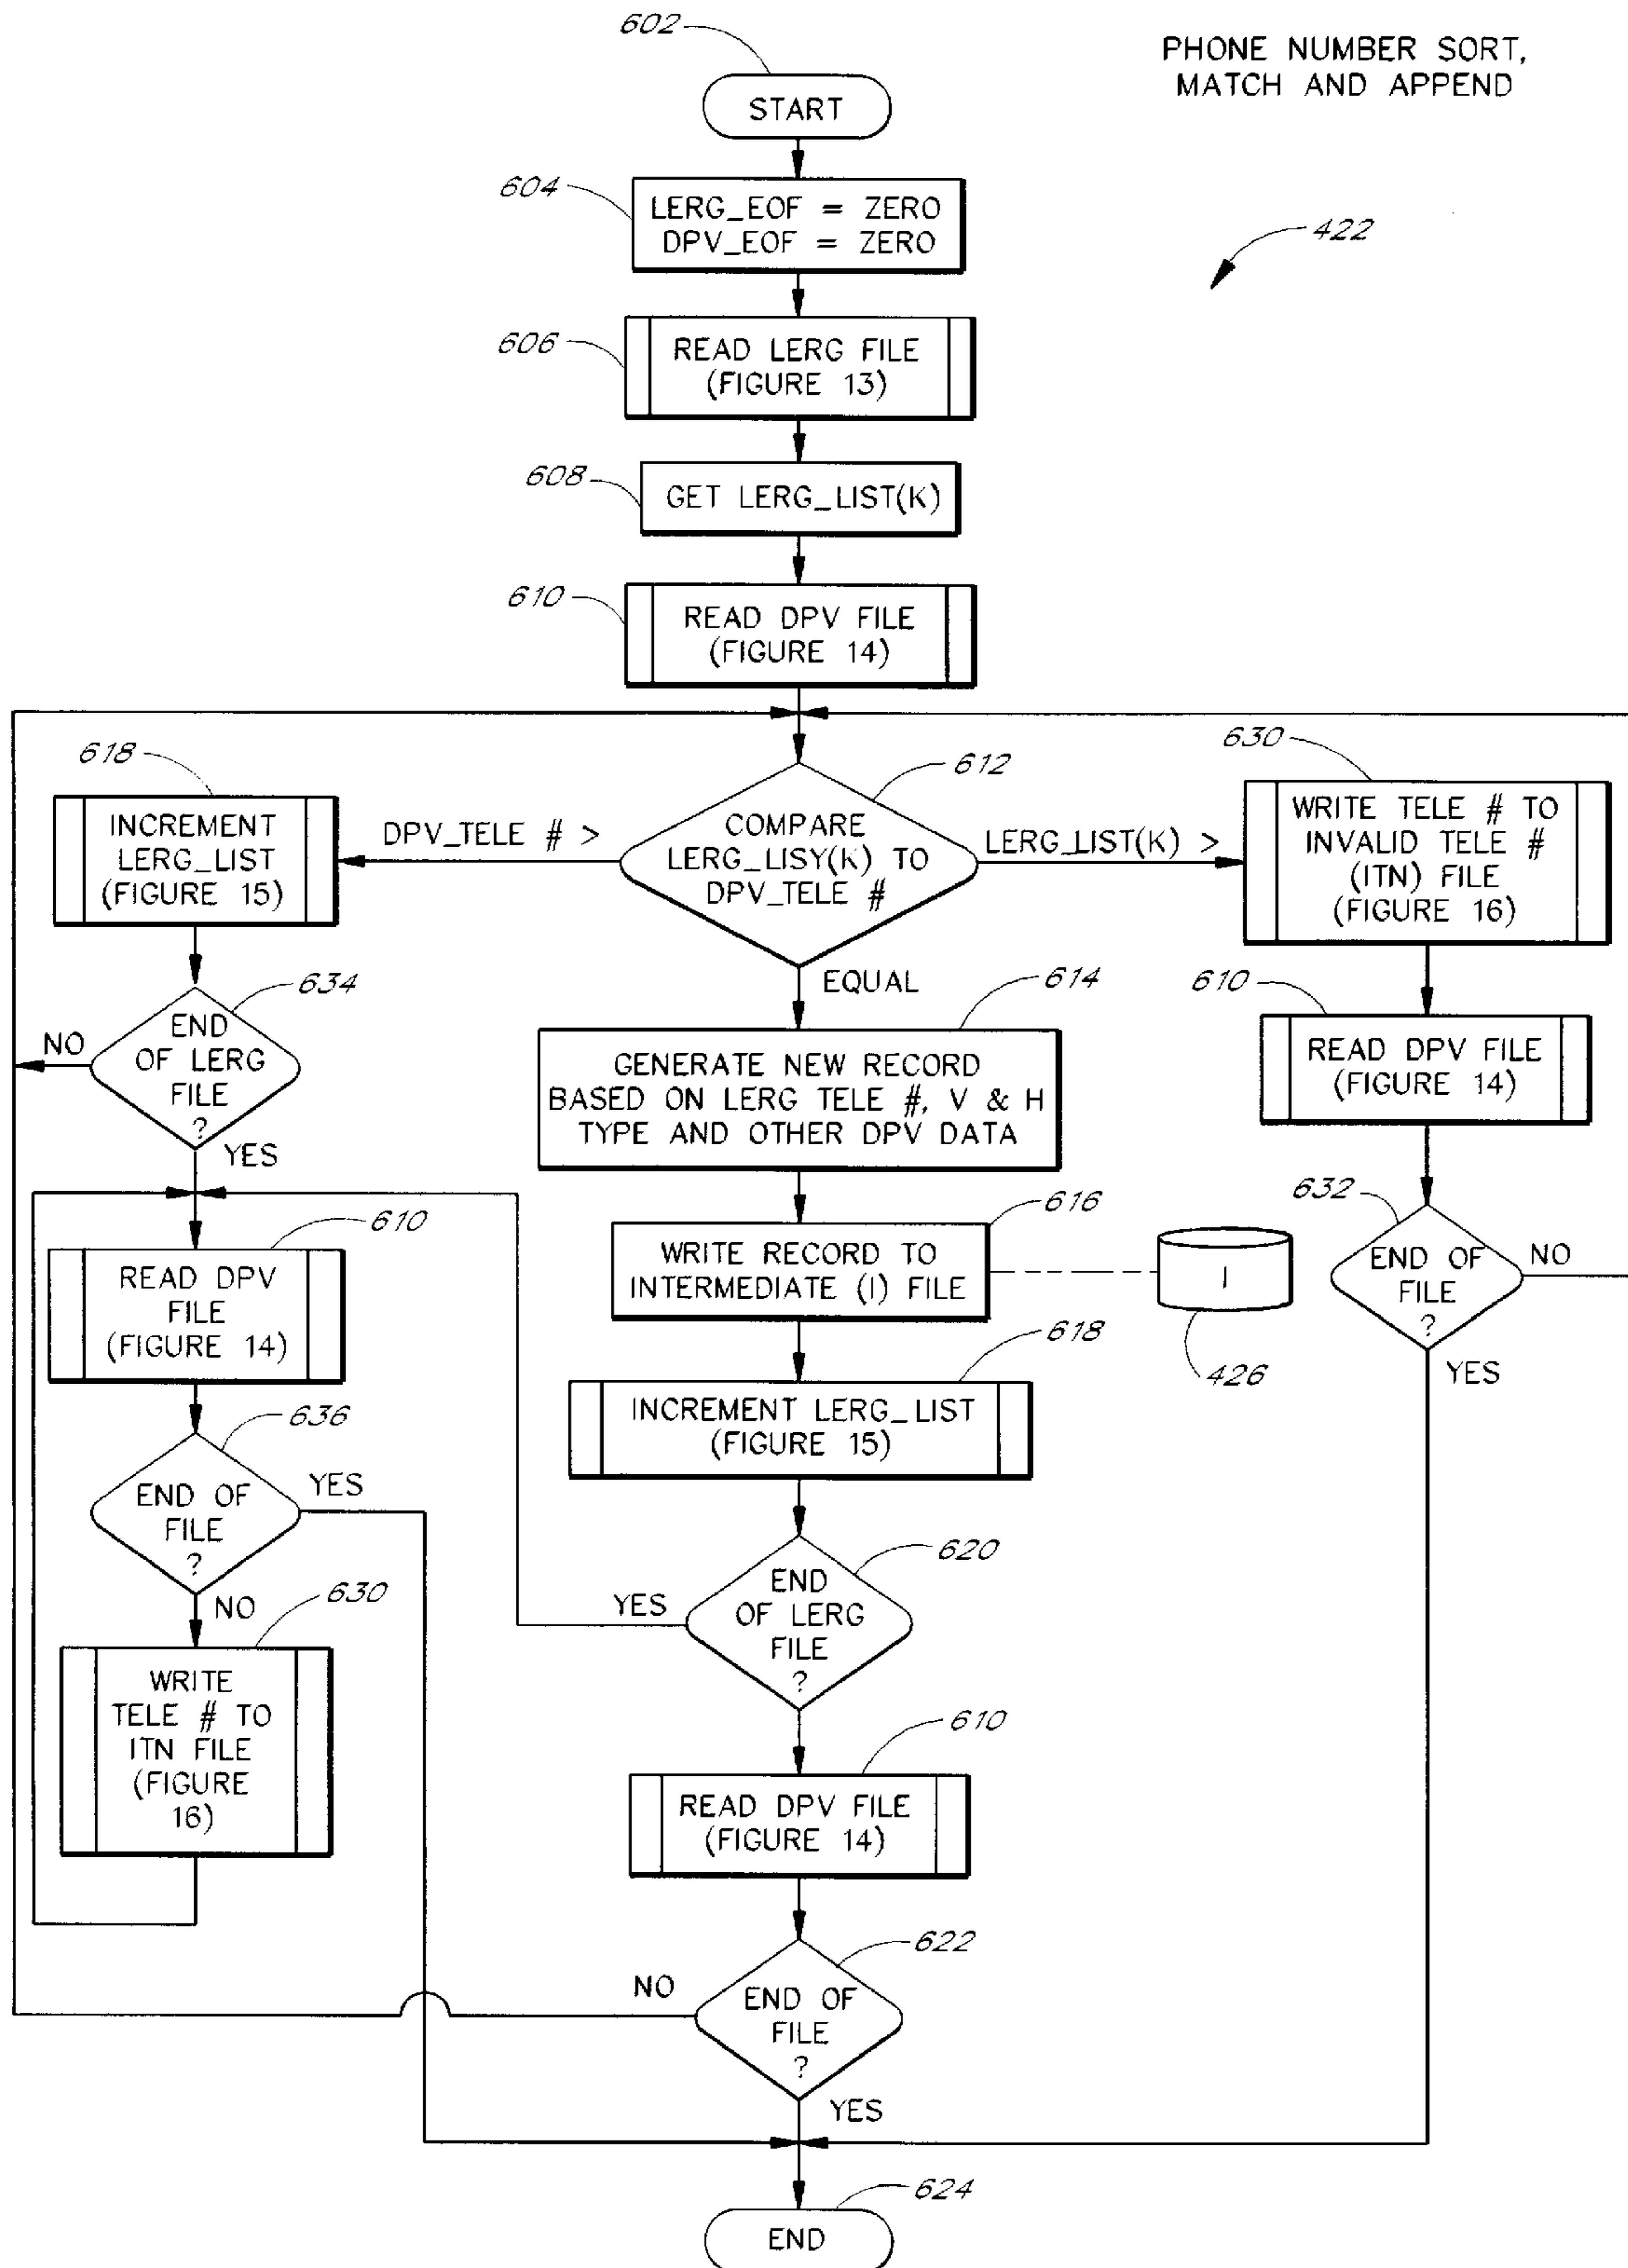 602
PHONE NUMBER SORT,
MATCH AND APPEND
START
604
LERG_EOF = ZERO
DPV_EOF = ZERO
422
606
READ LERG FILE
(FIGURE 13)
608
GET LERG_LIST(K)
610
READ DPV FILE
(FIGURE 14)
618
INCREMENT
LERG_LIST
(FIGURE 15)
DPV_TELE # >
612
COMPARE
LERG_LISY(K) TO
DPV_TELE #
LERG_LIST(K) >
630
WRITE TELE # TO
INVALID TELE #
(ITN) FILE
(FIGURE 16)
EQUAL
634
END
OF LERG
FILE
?
NO
YES
614
GENERATE NEW RECORD
BASED ON LERG TELE #, V & H
TYPE AND OTHER DPV DATA
610
READ DPV FILE
(FIGURE 14)
610
READ DPV
FILE
(FIGURE 14)
616
WRITE RECORD TO
INTERMEDIATE (I) FILE
I
426
632
END OF
FILE
?
NO
YES
618
INCREMENT LERG_LIST
(FIGURE 15)
636
END OF
FILE
?
YES
NO
620
END
OF LERG
FILE
?
YES
630
WRITE
TELE # TO
ITN FILE
(FIGURE
16)
610
READ DPV FILE
(FIGURE 14)
622
END OF
FILE
?
NO
YES
624
END